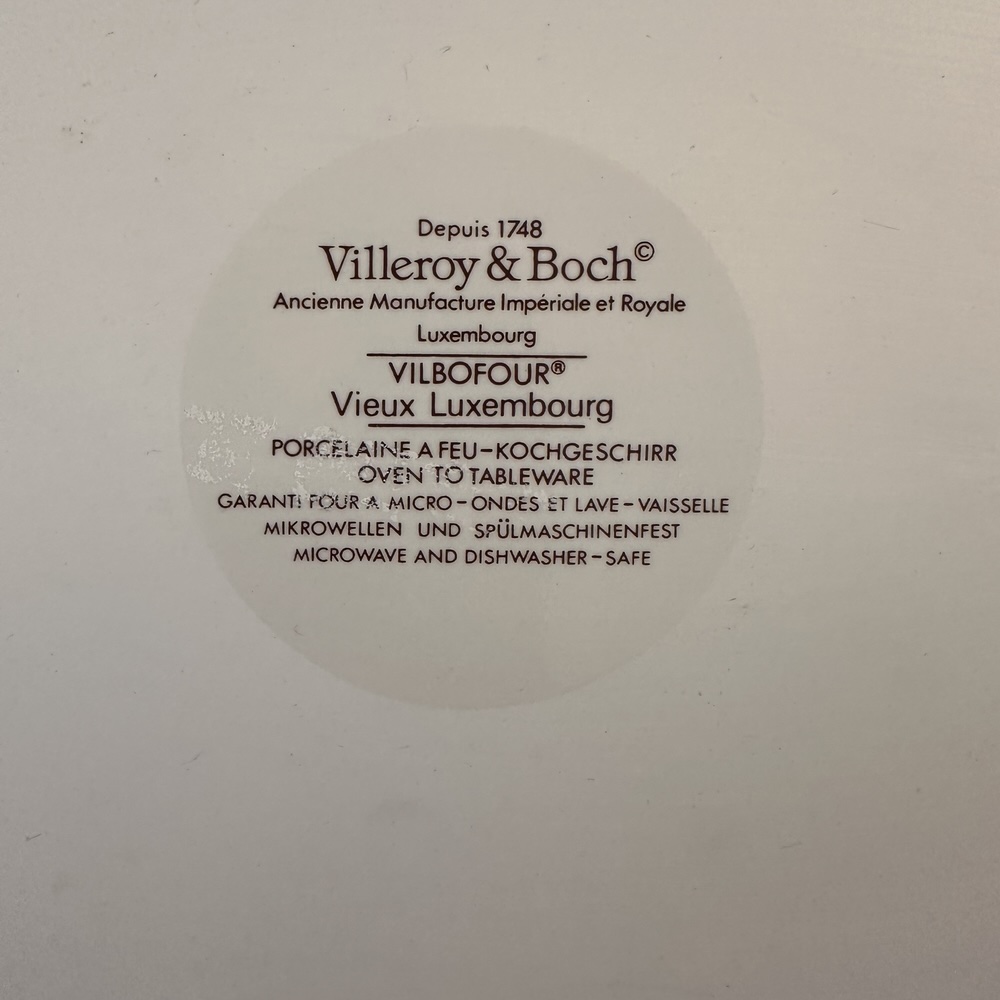 Depuis 1748
Villeroy & Boch©
Ancienne Manufacture Impériale et Royale
Luxembourg
VILBOFOUR®
Vieux Luxembourg
PORCELAINE A FEU-KOCHGESCHIRR
OVEN TO TABLEWARE
GARANTI FOUR A MICRO-ONDES ET LAVE-VAISSELLE
MIKROWELLEN UND SPÜLMASCHINENFEST
MICROWAVE AND DISHWASHER-SAFE